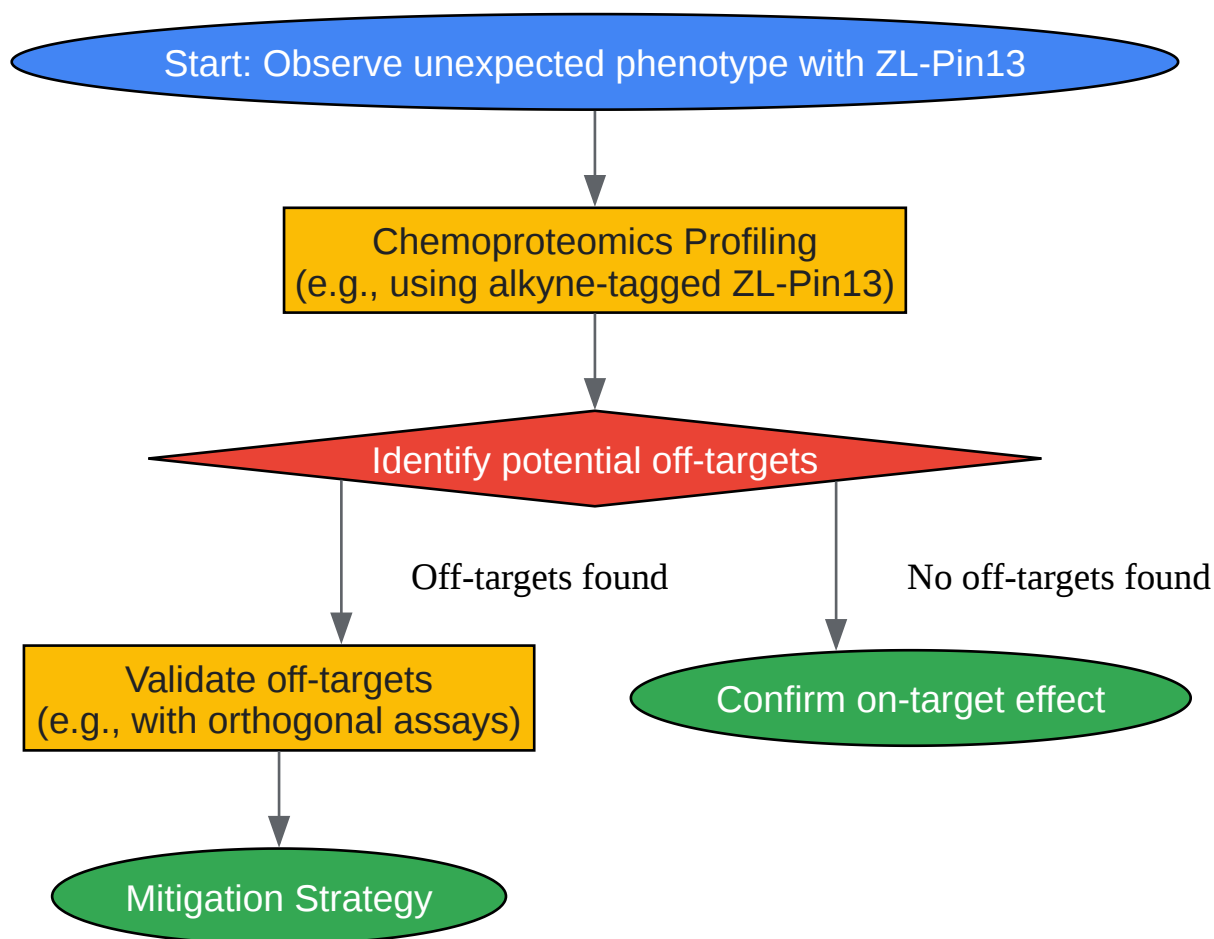 Start: Observe unexpected phenotype with ZL-Pin13
Chemoproteomics Profiling
(e.g., using alkyne-tagged ZL-Pin13)
Identify potential off-targets
Off-targets found
No off-targets found
Validate off-targets
(e.g., with orthogonal assays)
Confirm on-target effect
Mitigation Strategy